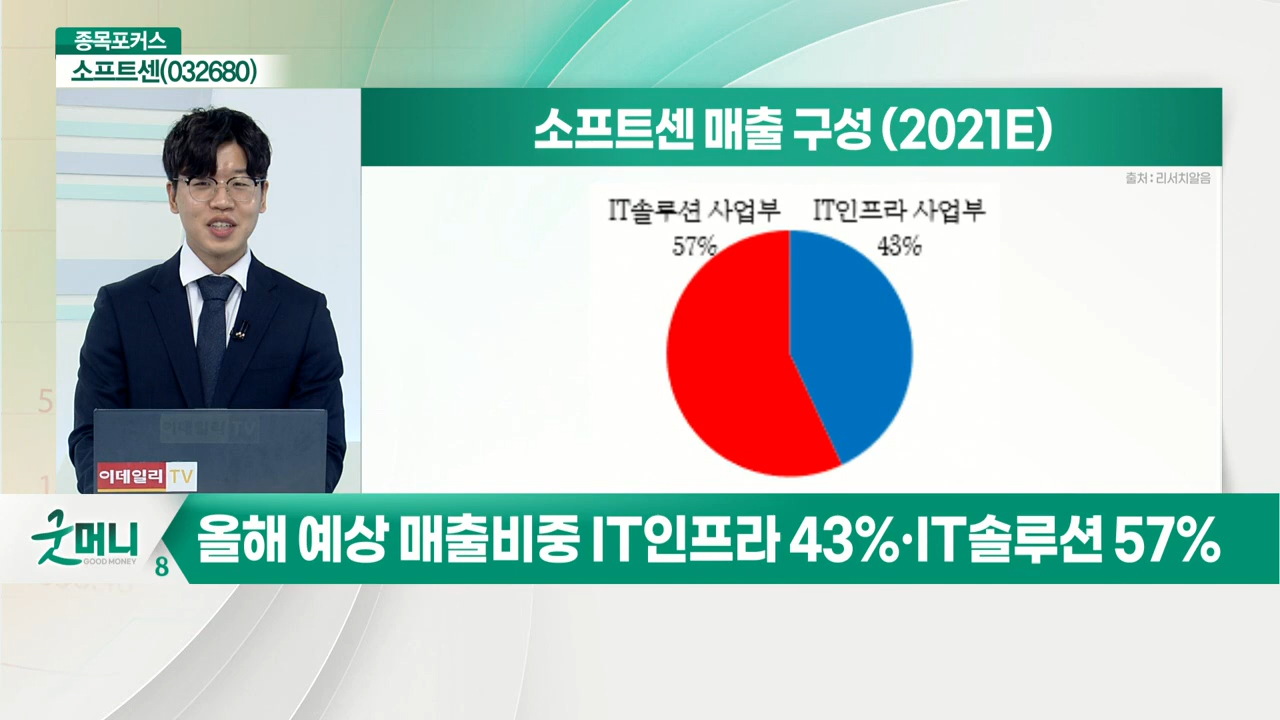 종목포커스
소프트센(032680)
소프트센 매출 구성 (2021E)
출처 : 리서치알음
IT솔루션 사업부
57%
IT인프라 사업부
43%
이데일리 TV
이데일리 TV
굿머니
GOOD MONEY
8
올해 예상 매출비중 IT인프라 43%·IT솔루션 57%
5
1